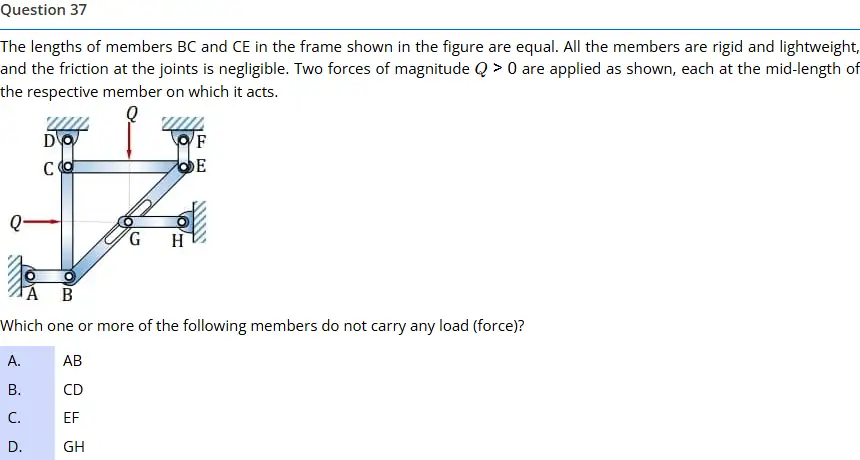 Question 37
The lengths of members BC and CE in the frame shown in the figure are equal. All the members are rigid and lightweight,
and the friction at the joints is negligible. Two forces of magnitude Q > 0 are applied as shown, each at the mid-length of
the respective member on which it acts.
Q
D F
C E
Q
G H
A B
Which one or more of the following members do not carry any load (force)?
A. AB
B. CD
C. EF
D. GH